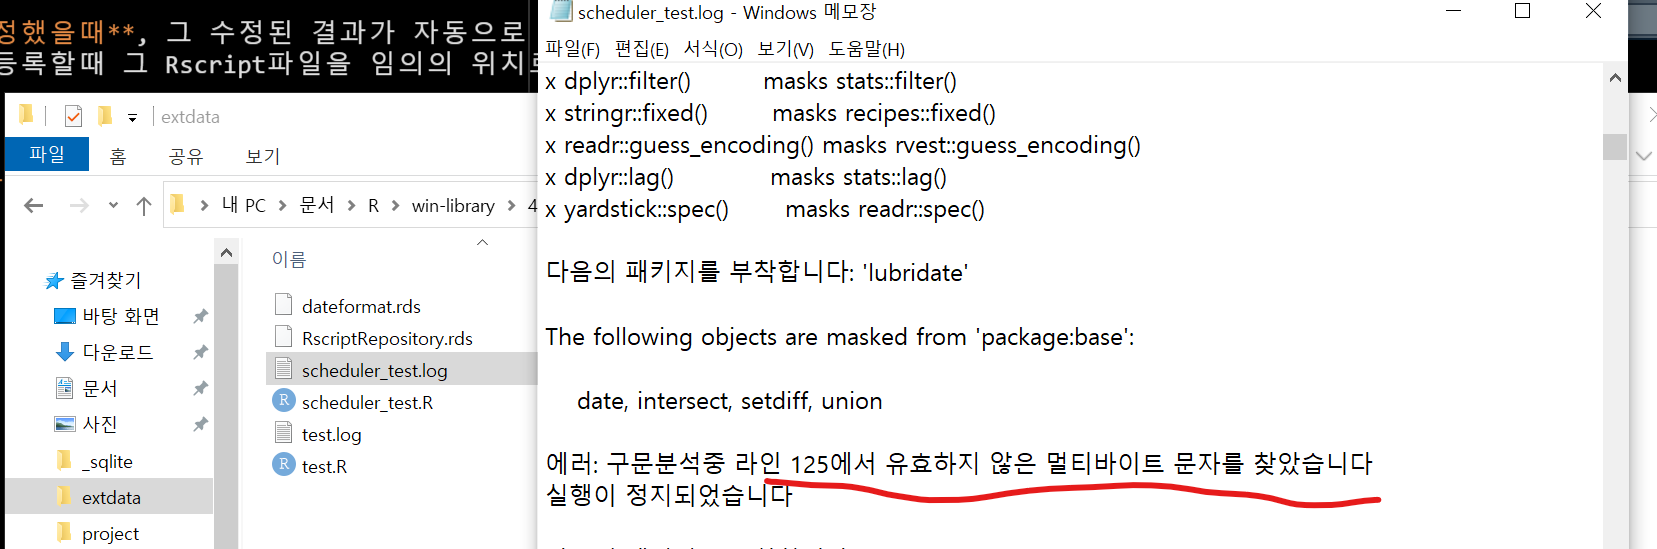 정했을때**, 그 수정된 결과가 자동으로
등록할때 그 Rscript파일을 임의의 위치로
extdata
파일 홈 공유 보기
내 PC > 문서 > R > win-library > 4
즐겨찾기
바탕 화면
다운로드
문서
사진
_sqlite
extdata
project
이름
dateformat.rds
RscriptRepository.rds
scheduler_test.log
scheduler_test.R
test.log
test.R
scheduler_test.log - Windows 메모장
파일(F) 편집(E) 서식(O) 보기(V) 도움말(H)
x dplyr::filter() masks stats::filter()
x stringr::fixed() masks recipes::fixed()
x readr::guess_encoding() masks rvest::guess_encoding()
x dplyr::lag() masks stats::lag()
x yardstick::spec() masks readr::spec()
다음의 패키지를 부착합니다: 'lubridate'
The following objects are masked from 'package:base':
date, intersect, setdiff, union
에러: 구문분석중 라인 125에서 유효하지 않은 멀티바이트 문자를 찾았습니다
실행이 정지되었습니다